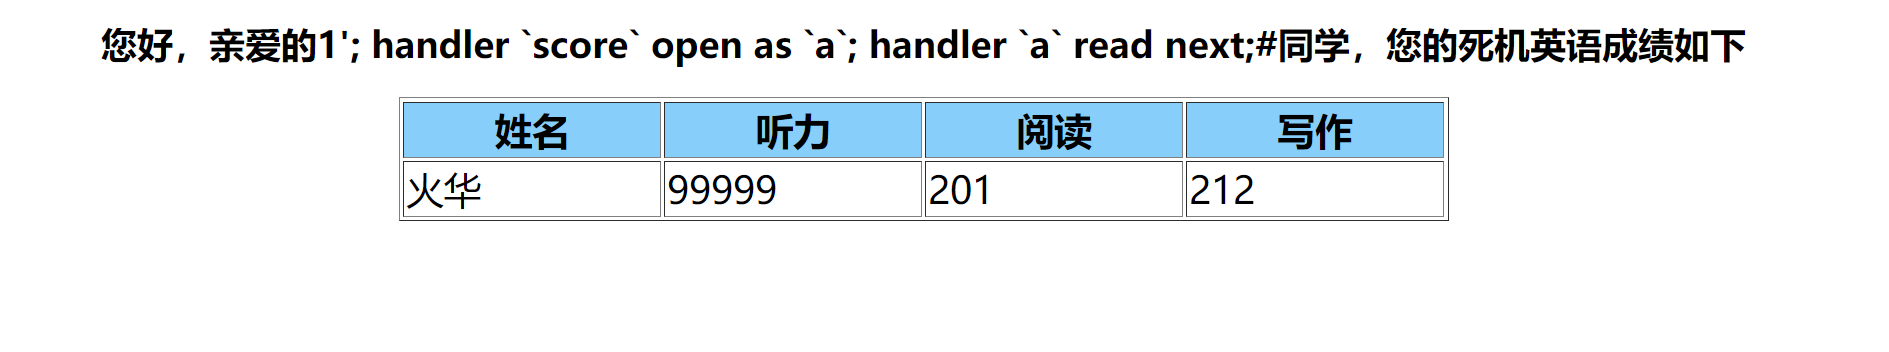 您好，亲爱的1'; handler `score` open as `a`; handler `a` read next;#同学，您的死机英语成绩如下
姓名 听力 阅读 写作
火华 99999 201 212